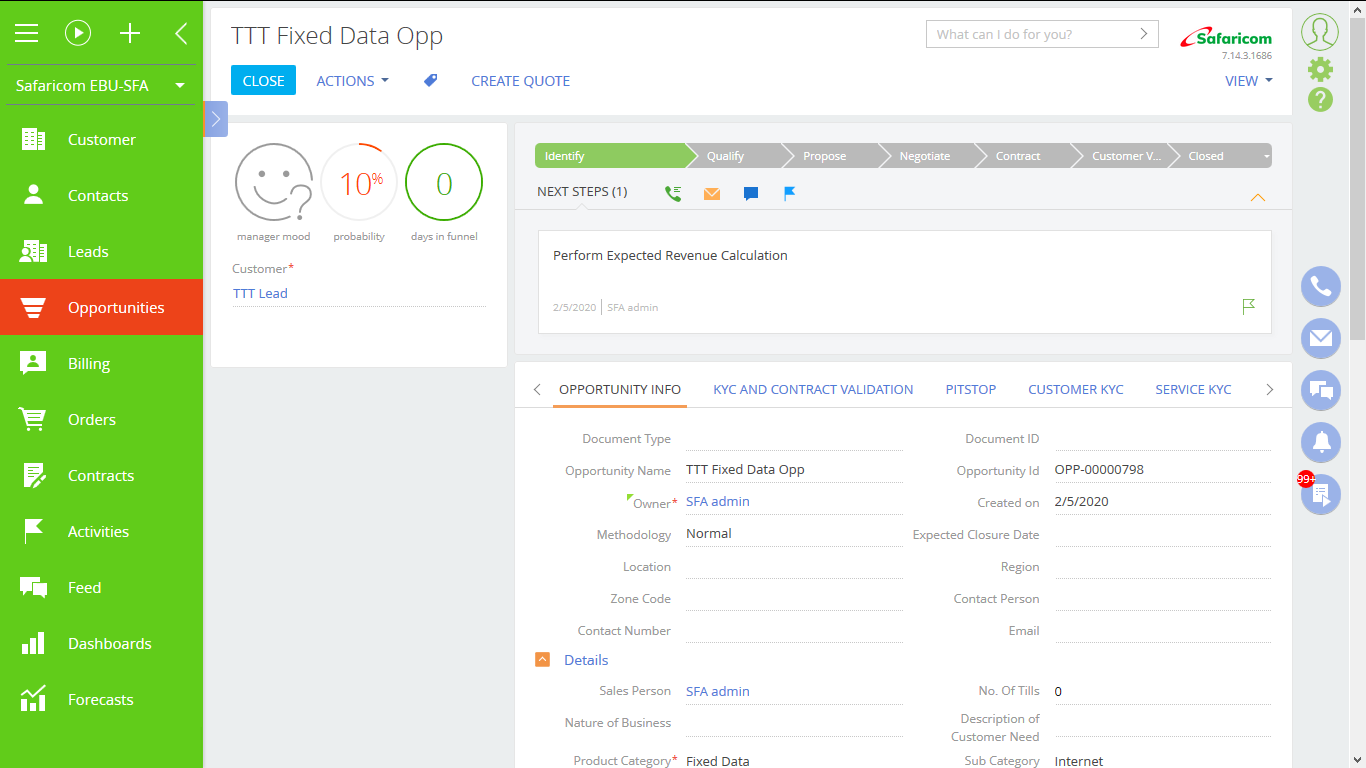 TTT Fixed Data Opp
What can I do for you?
Safaricom
7.14.3.1686
CLOSE
ACTIONS
CREATE QUOTE
VIEW
Safaricom EBU-SFA
Customer
Contacts
Leads
Opportunities
Billing
Orders
Contracts
Activities
Feed
Dashboards
Forecasts
10%
0
manager mood
probability
days in funnel
Customer*
TTT Lead
Identify
Qualify
Propose
Negotiate
Contract
Customer V...
Closed
NEXT STEPS (1)
Perform Expected Revenue Calculation
2/5/2020
SFA admin
OPPORTUNITY INFO
KYC AND CONTRACT VALIDATION
PITSTOP
CUSTOMER KYC
SERVICE KYC
Document Type
Document ID
Opportunity Name TTT Fixed Data Opp
Opportunity Id OPP-00000798
Owner* SFA admin
Created on 2/5/2020
Methodology Normal
Expected Closure Date
Location
Region
Zone Code
Contact Person
Contact Number
Email
Details
Sales Person SFA admin
No. Of Tills 0
Nature of Business
Description of
Customer Need
Product Category* Fixed Data
Sub Category Internet
?
99+